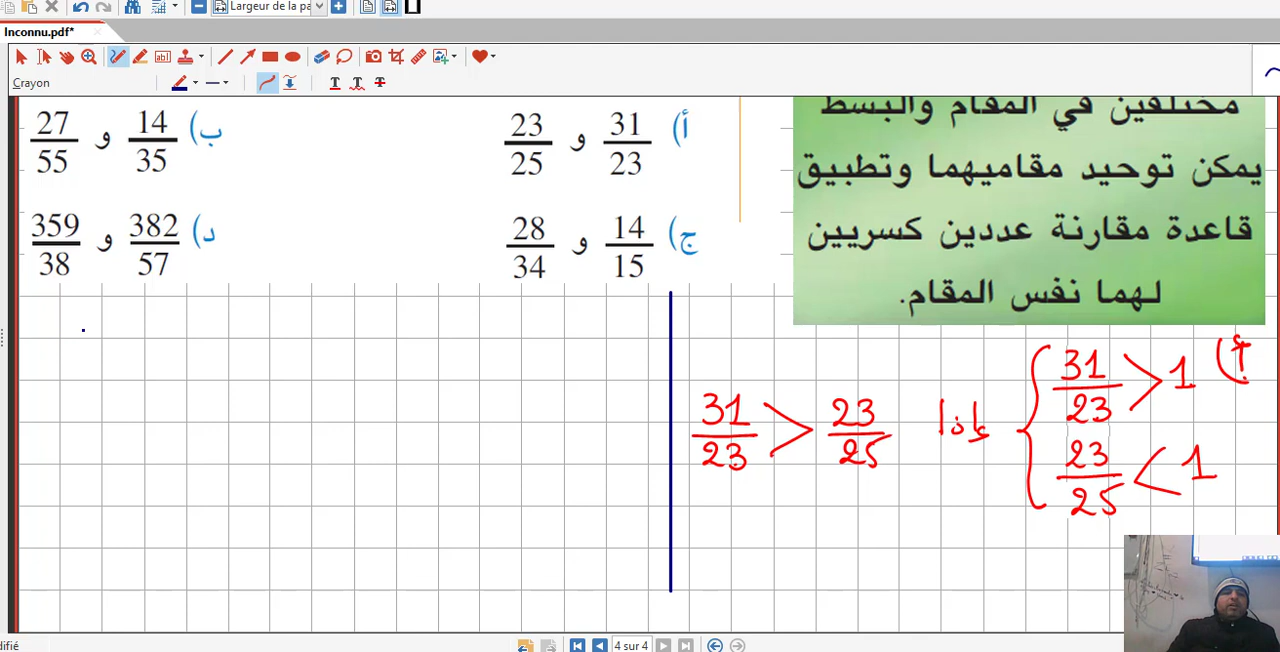 Largeur de la pa
Inconnu.pdf*
Crayon
أ) 31/23 و 23/25
ب) 14/35 و 27/55
ج) 14/15 و 28/34
د) 382/57 و 359/38
مختلفين في المقام والبسط
يمكن توحيد مقاميهما وتطبيق
قاعدة مقارنة عددين كسريين
لهما نفس المقام.
أ)
31/23 > 1
23/25 < 1
31/23 > 23/25
4 sur 4
difié